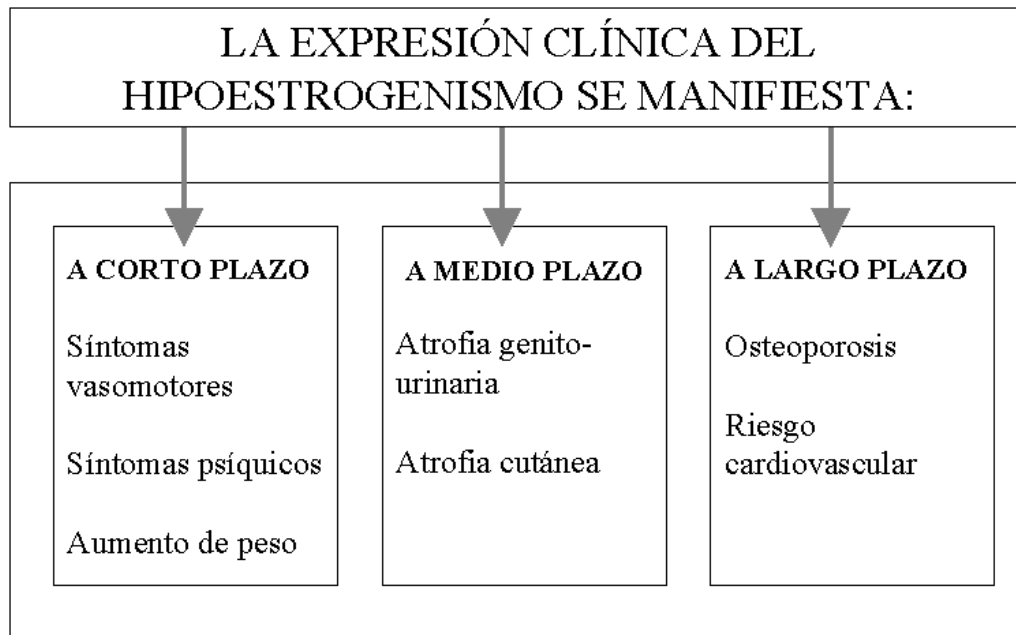 LA EXPRESIÓN CLÍNICA DEL
HIPOESTROGENISMO SE MANIFIESTA:
A CORTO PLAZO
Síntomas
vasomotores
Síntomas psíquicos
Aumento de peso
A MEDIO PLAZO
Atrofia genito-
urinaria
Atrofia cutánea
A LARGO PLAZO
Osteoporosis
Riesgo
cardiovascular